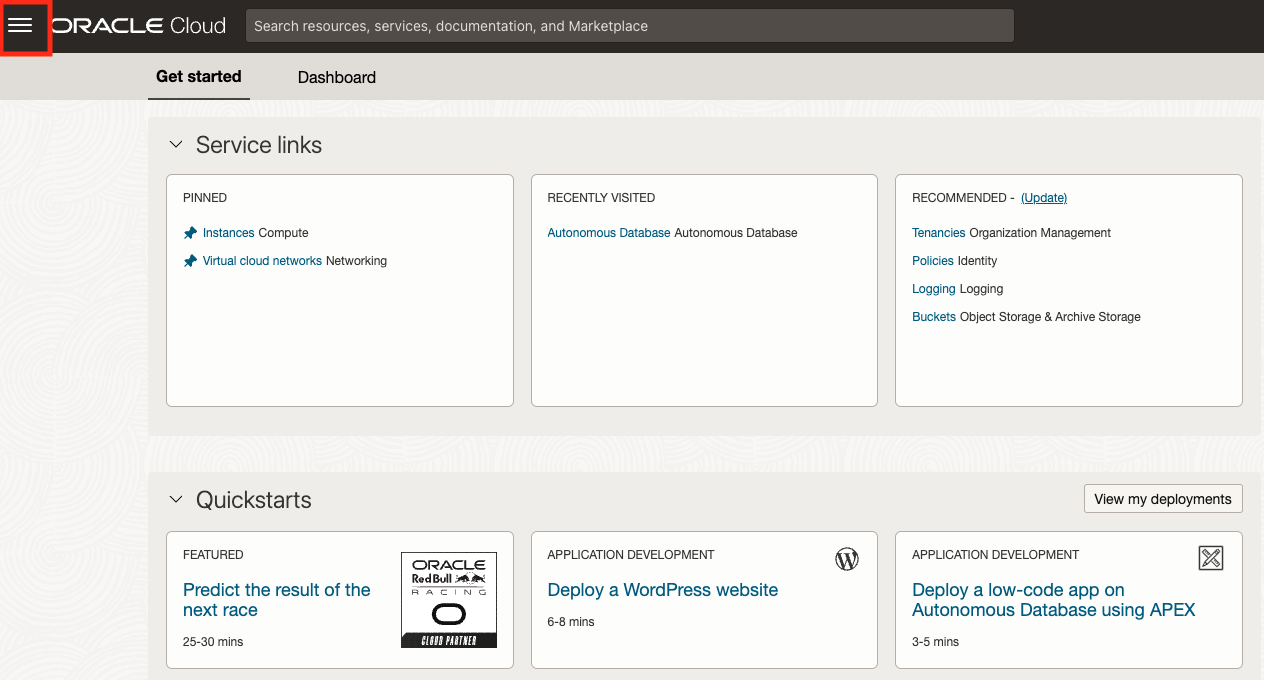 ORACLE Cloud
Search resources, services, documentation, and Marketplace
Get started
Dashboard
Service links
PINNED
Instances Compute
Virtual cloud networks Networking
RECENTLY VISITED
Autonomous Database Autonomous Database
RECOMMENDED - (Update)
Tenancies Organization Management
Policies Identity
Logging Logging
Buckets Object Storage & Archive Storage
Quickstarts
View my deployments
FEATURED
Predict the result of the
next race
25-30 mins
ORACLE
Red Bull
RACING
CLOUD PARTNER
APPLICATION DEVELOPMENT
Deploy a WordPress website
6-8 mins
APPLICATION DEVELOPMENT
Deploy a low-code app on
Autonomous Database using APEX
3-5 mins